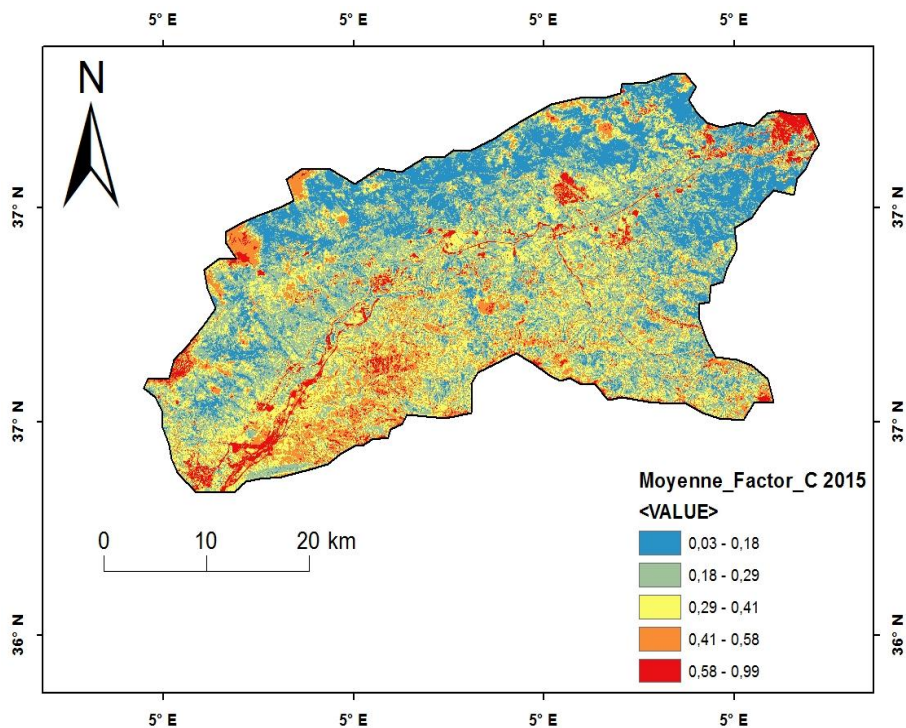 5° E 5° E 5° E 5° E
N
37° N 37° N
37° N 37° N
Moyenne_Factor_C 2015
<VALUE>
0 10 20 km
0,03 - 0,18
0,18 - 0,29
0,29 - 0,41
36° N 36° N
0,41 - 0,58
0,58 - 0,99
5° E 5° E 5° E 5° E